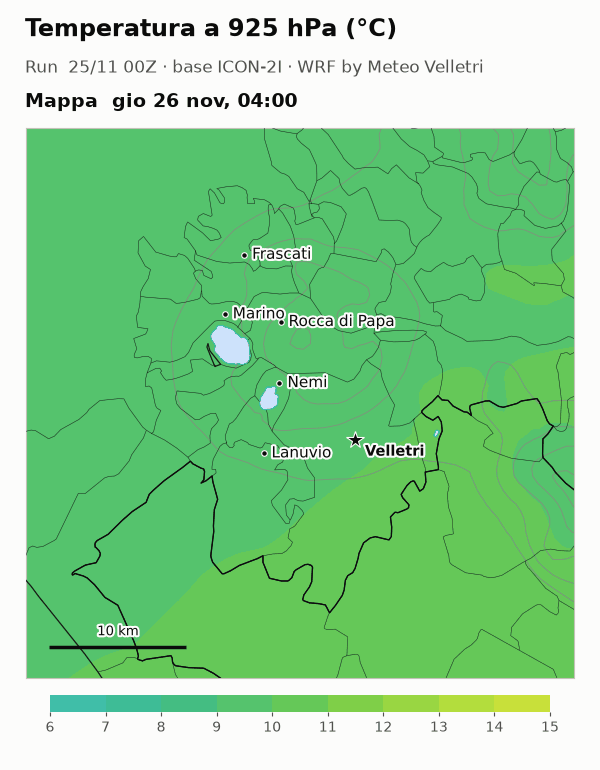 Temperatura a 925 hPa (°C)
Run  25/11 00Z · base ICON-2I · WRF by Meteo Velletri
Mappa  gio 26 nov, 04:00
Frascati
Marino
Rocca di Papa
Nemi
Velletri
Lanuvio
10 km
6 7 8 9 10 11 12 13 14 15